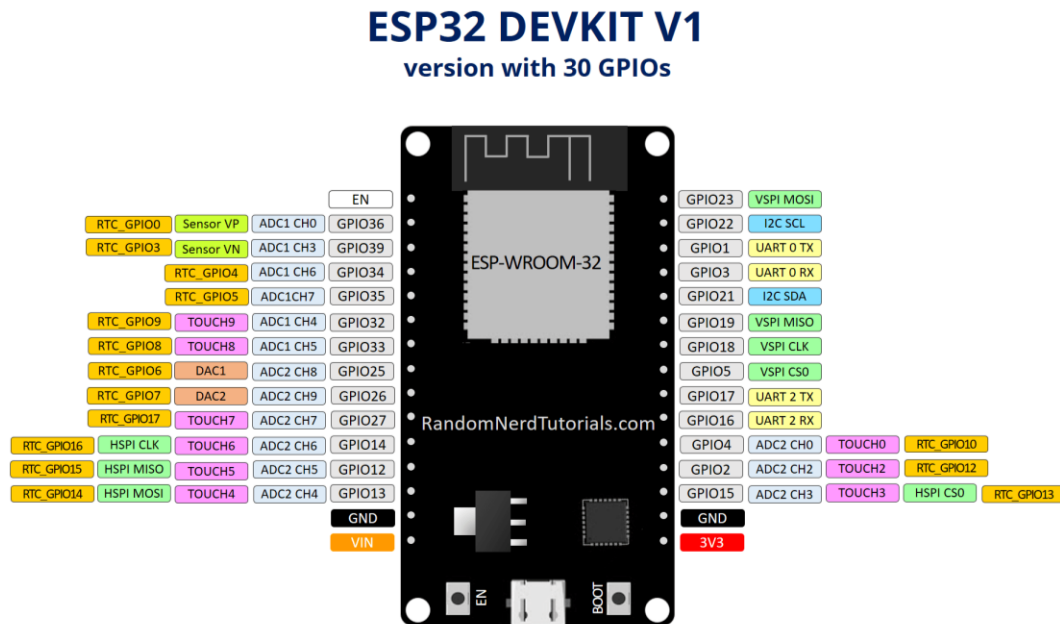 ESP32 DEVKIT V1
version with 30 GPIOs
EN GPIO23 VSPI MOSI
RTC_GPIO0 Sensor VP ADC1 CH0 GPIO36 GPIO22 I2C SCL
RTC_GPIO3 Sensor VN ADC1 CH3 GPIO39 GPIO1 UART 0 TX
RTC_GPIO4 ADC1 CH6 GPIO34 ESP-WROOM-32 GPIO3 UART 0 RX
RTC_GPIO5 ADC1CH7 GPIO35 GPIO21 I2C SDA
RTC_GPIO9 TOUCH9 ADC1 CH4 GPIO32 GPIO19 VSPI MISO
RTC_GPIO8 TOUCH8 ADC1 CH5 GPIO33 GPIO18 VSPI CLK
RTC_GPIO6 DAC1 ADC2 CH8 GPIO25 GPIO5 VSPI CS0
RTC_GPIO7 DAC2 ADC2 CH9 GPIO26 GPIO17 UART 2 TX
RTC_GPIO17 TOUCH7 ADC2 CH7 GPIO27 RandomNerdTutorials.com GPIO16 UART 2 RX
RTC_GPIO16 HSPI CLK TOUCH6 ADC2 CH6 GPIO14 GPIO4 ADC2 CH0 TOUCH0 RTC_GPIO10
RTC_GPIO15 HSPI MISO TOUCH5 ADC2 CH5 GPIO12 GPIO2 ADC2 CH2 TOUCH2 RTC_GPIO12
RTC_GPIO14 HSPI MOSI TOUCH4 ADC2 CH4 GPIO13 GPIO15 ADC2 CH3 TOUCH3 HSPI CS0 RTC_GPIO13
GND GND
VIN 3V3
EN BOOT